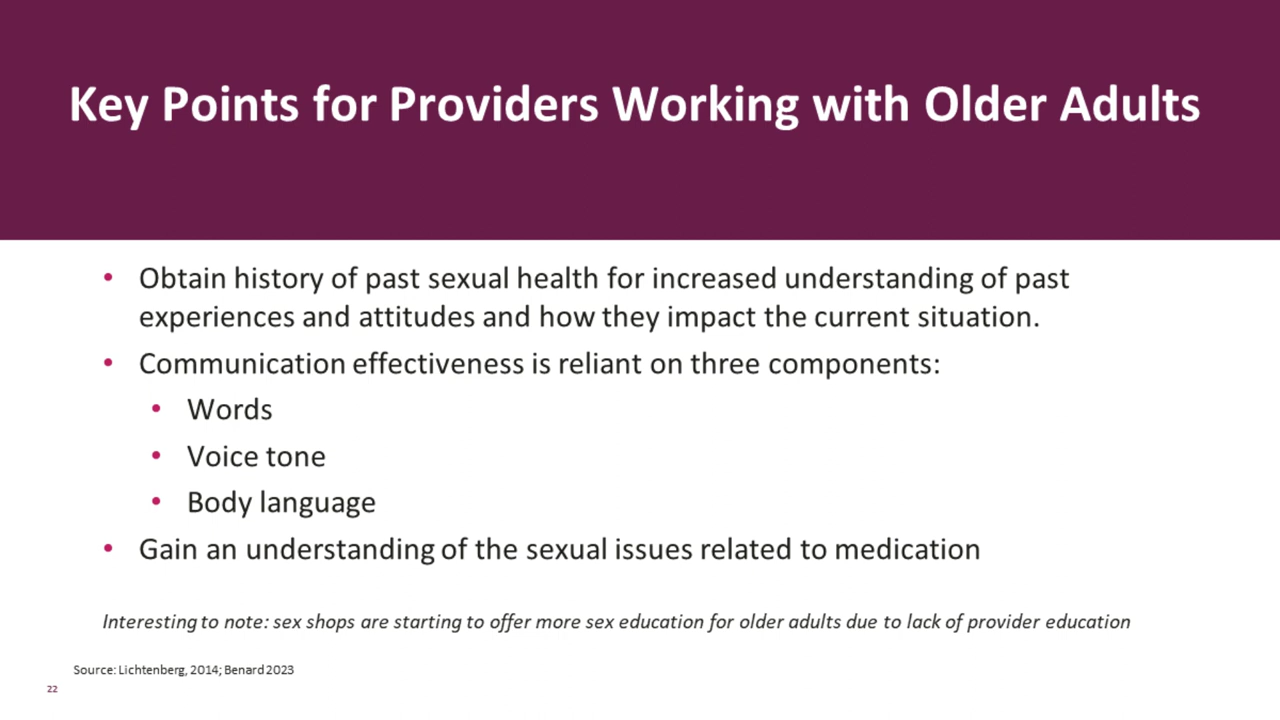 Key Points for Providers Working with Older Adults
• Obtain history of past sexual health for increased understanding of past
experiences and attitudes and how they impact the current situation.
• Communication effectiveness is reliant on three components:
• Words
• Voice tone
• Body language
• Gain an understanding of the sexual issues related to medication
Interesting to note: sex shops are starting to offer more sex education for older adults due to lack of provider education
Source: Lichtenberg, 2014; Benard 2023
22